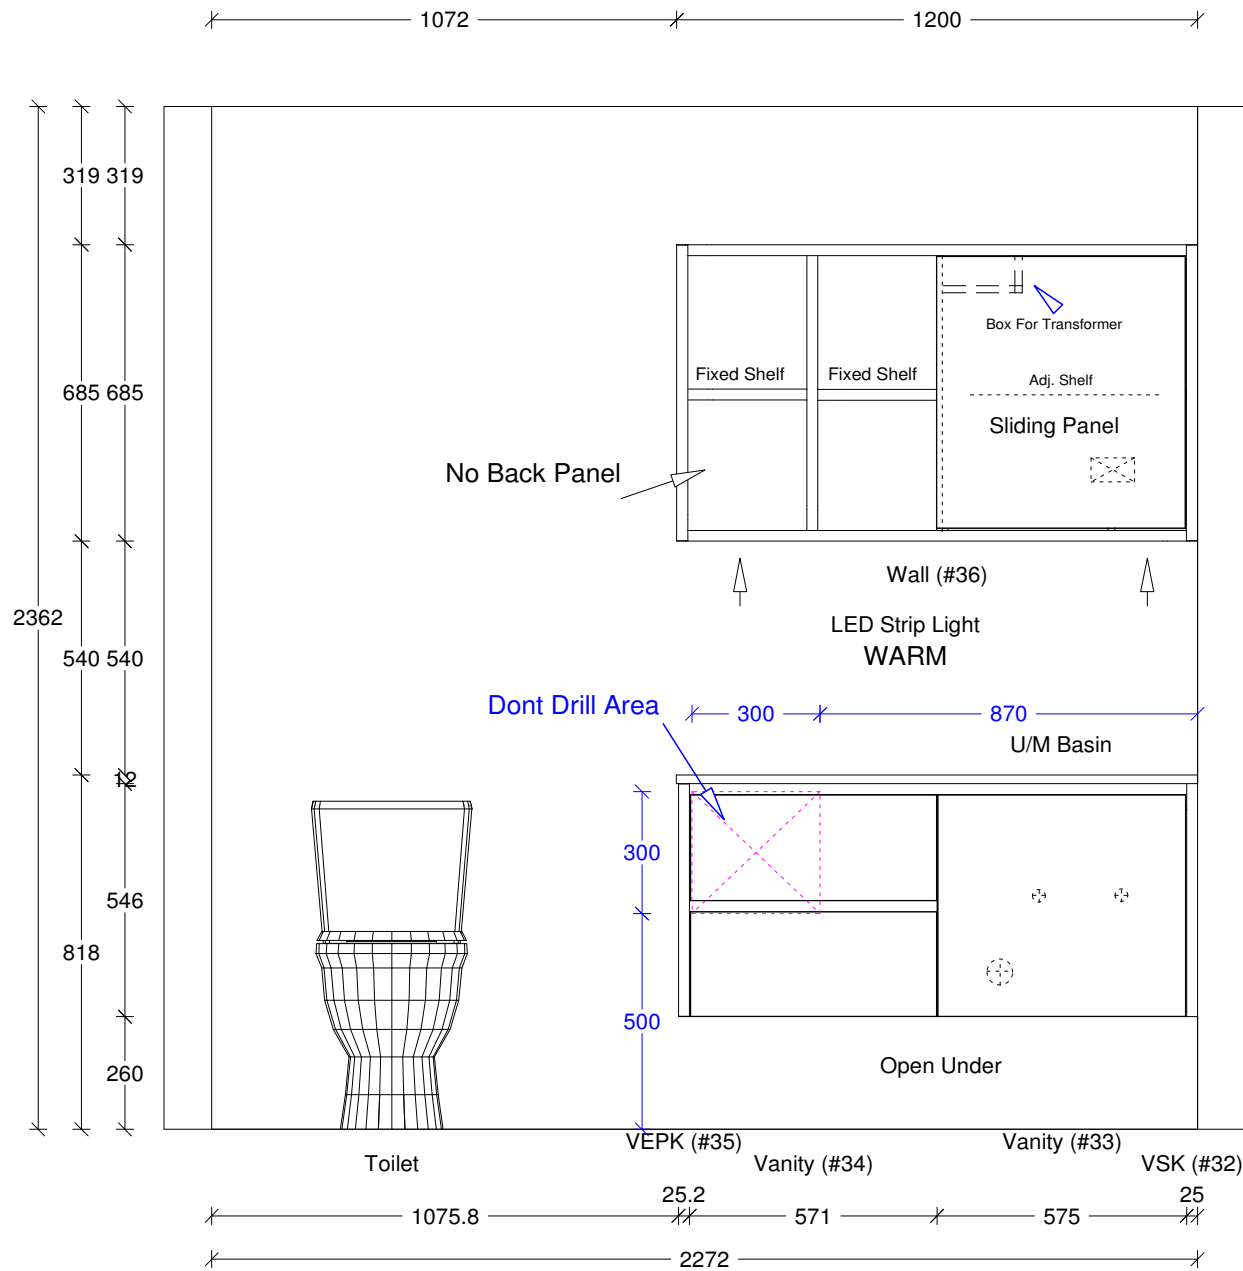 1072
1200
319 319
Box For Transformer
Fixed Shelf
Fixed Shelf
Adj. Shelf
685 685
Sliding Panel
No Back Panel
Wall (#36)
2362
LED Strip Light
540 540
WARM
Dont Drill Area
300
870
U/M Basin
12
300
546
818
500
260
Open Under
VEPK (#35)
Vanity (#33)
Toilet
Vanity (#34)
VSK (#32)
25.2
25
1075.8
571
575
2272